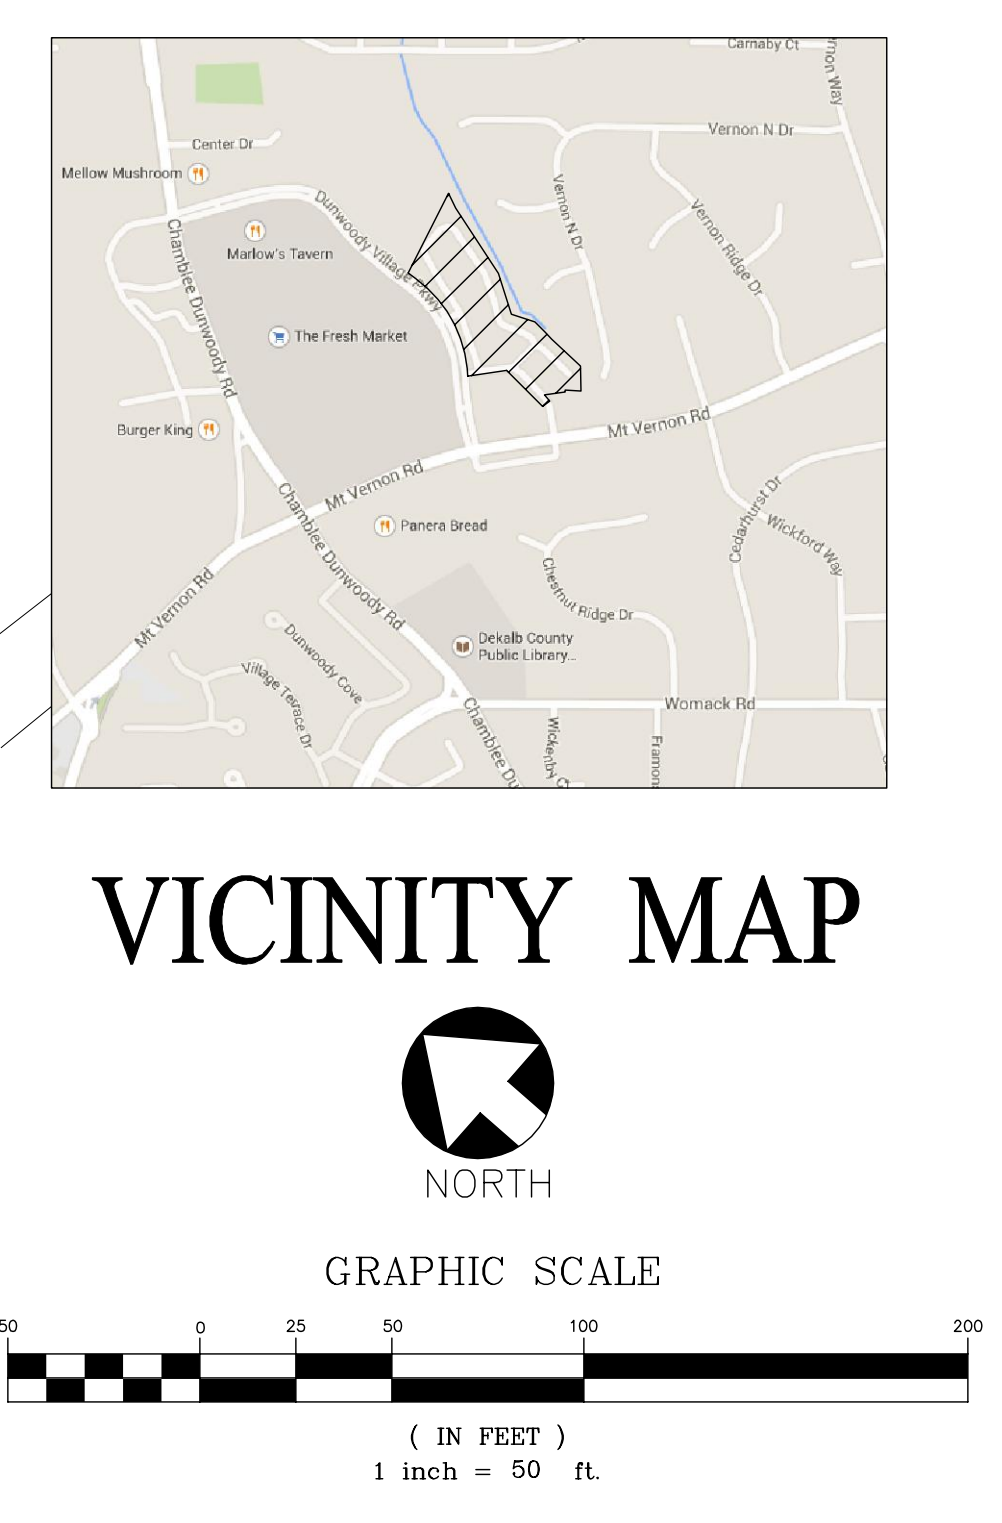 Carnaby Ct
Vernon N Dr
Center Dr
Mellow Mushroom
Dunwoody Village Pkwy
Vernon N Dr
Vernon Ridge Dr
Marlow's Tavern
Chamblee Dunwoody Rd
The Fresh Market
Burger King
Mt Vernon Rd
Mt Vernon Rd
Chamblee Dunwoody Rd
Panera Bread
Cedarhurst Dr
Wickford Way
Mt Vernon Rd
Chestnut Ridge Dr
Dekalb County
Public Library...
Dunwoody Cove
Village Terrace Dr
Womack Rd
Chamblee Du
Wickenby C
Framon
non Way
VICINITY MAP
NORTH
GRAPHIC SCALE
50 0 25 50 100 200
( IN FEET )
1 inch = 50 ft.